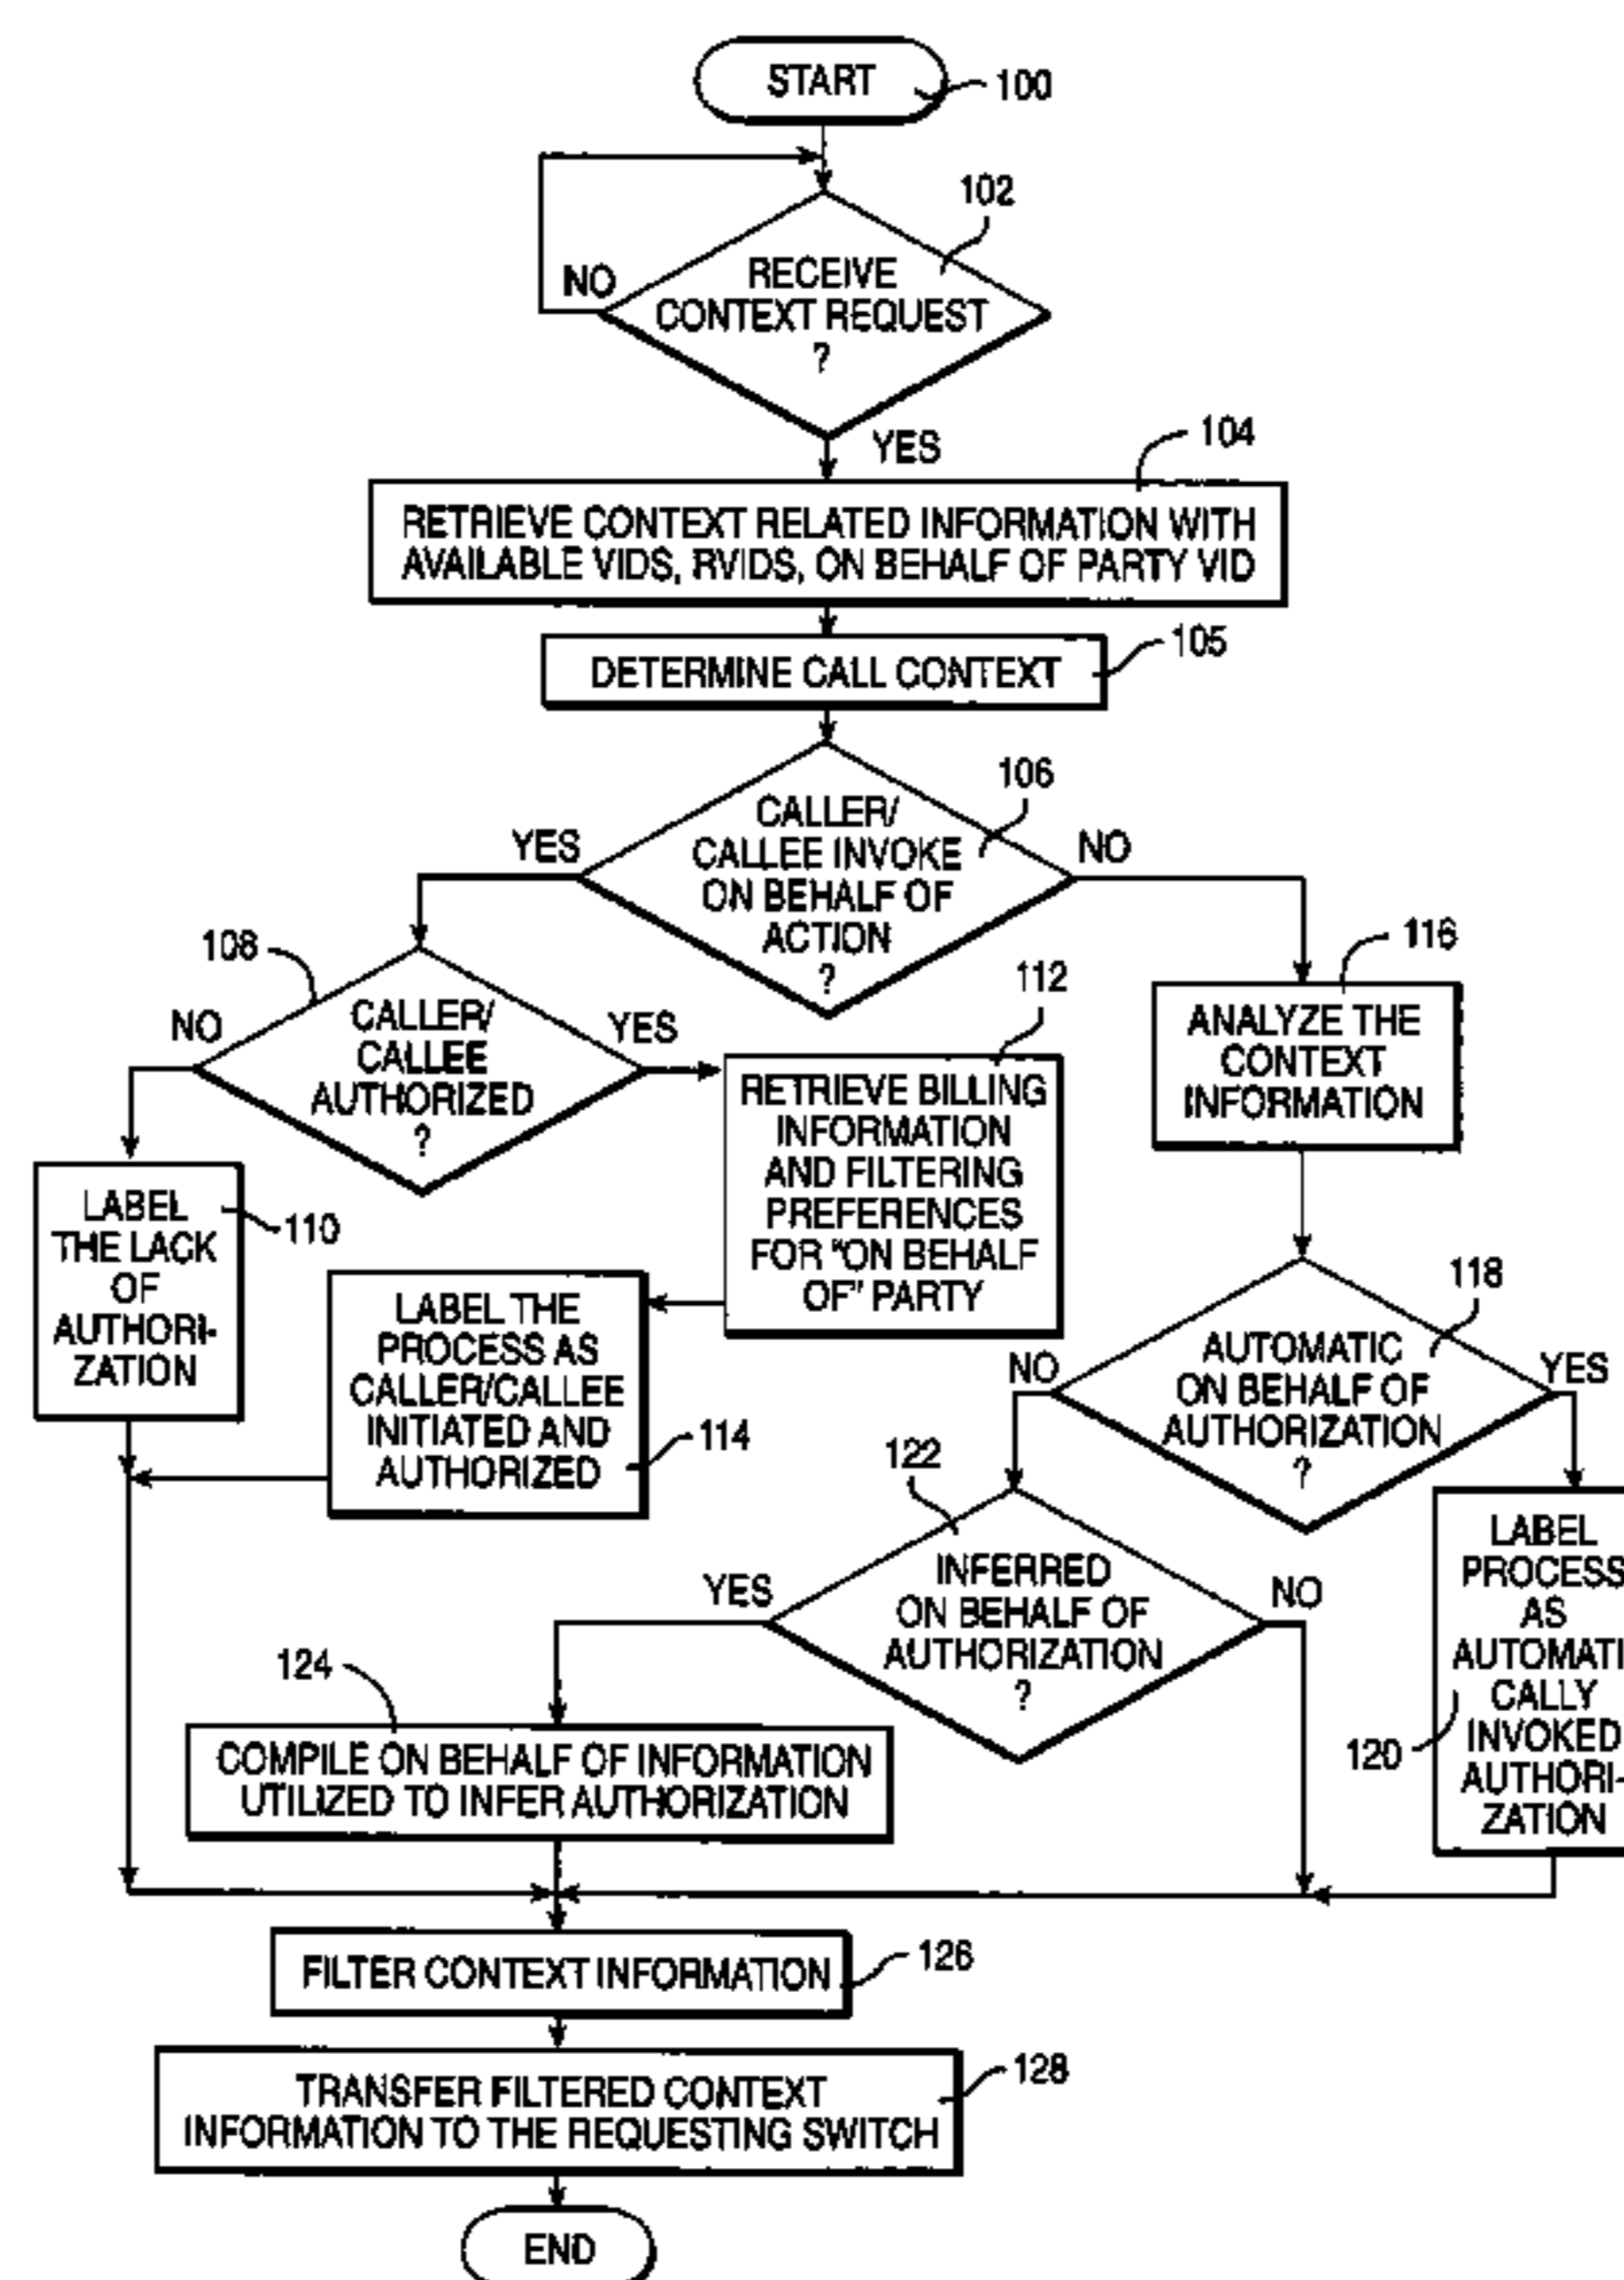 START
100
102
NO
RECEIVE
CONTEXT REQUEST
?
YES
104
RETRIEVE CONTEXT RELATED INFORMATION WITH
AVAILABLE VIDS, RVIDS, ON BEHALF OF PARTY VID
105
DETERMINE CALL CONTEXT
106
YES
CALLER/
CALLEE INVOKE
ON BEHALF OF
ACTION
?
NO
108
NO
CALLER/
CALLEE
AUTHORIZED
?
YES
112
RETRIEVE BILLING
INFORMATION
AND FILTERING
PREFERENCES
FOR "ON BEHALF
OF" PARTY
116
ANALYZE THE
CONTEXT
INFORMATION
LABEL
THE LACK
OF
AUTHORI-
ZATION
110
LABEL THE
PROCESS AS
CALLER/CALLEE
INITIATED AND
AUTHORIZED
114
118
NO
AUTOMATIC
ON BEHALF OF
AUTHORIZATION
?
YES
122
YES
INFERRED
ON BEHALF OF
AUTHORIZATION
?
NO
LABEL
PROCESS
AS
AUTOMATI
CALLY
INVOKED
AUTHORI-
ZATION
120
124
COMPILE ON BEHALF OF INFORMATION
UTILIZED TO INFER AUTHORIZATION
FILTER CONTEXT INFORMATION
126
TRANSFER FILTERED CONTEXT
INFORMATION TO THE REQUESTING SWITCH
128
END